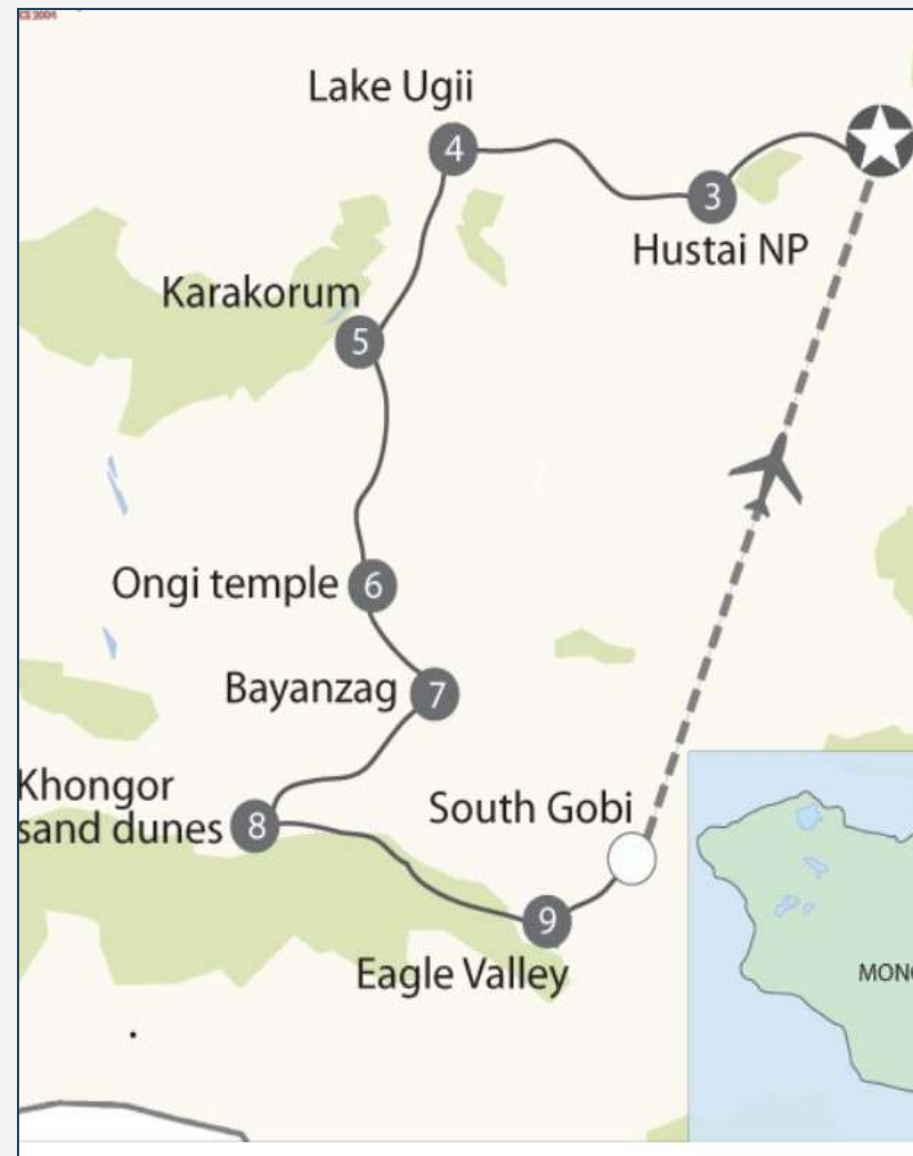 Lake Ugii
4
3
Hustai NP
Karakorum
5
Ongi temple
6
Bayanzag
7
Khongor
sand dunes
8
South Gobi
9
Eagle Valley
MONG